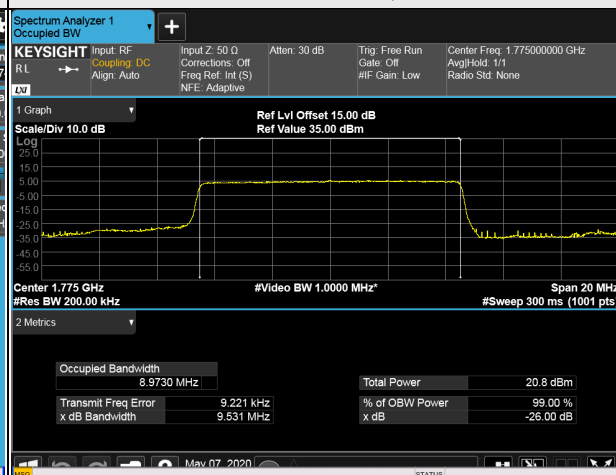 Spectrum Analyzer 1
Occupied BW
+
KEYSIGHT Input: RF Input Z: 50 Ω Atten: 30 dB Trig: Free Run Center Freq: 1.775000000 GHz
R L Coupling: DC Corrections: Off Gate: Off Avg|Hold: 1/1
Align: Auto Freq Ref: Int (S) #IF Gain: Low Radio Std: None
LXI NFE: Adaptive
1 Graph
Ref Lvl Offset 15.00 dB
Scale/Div 10.0 dB Ref Value 35.00 dBm
Log
25.0
15.0
5.00
-5.00
-15.0
-25.0
-35.0
-45.0
-55.0
Center 1.775 GHz #Video BW 1.0000 MHz* Span 20 MHz
#Res BW 200.00 kHz #Sweep 300 ms (1001 pts
2 Metrics
Occupied Bandwidth
8.9730 MHz Total Power 20.8 dBm
Transmit Freq Error 9.221 kHz % of OBW Power 99.00 %
x dB Bandwidth 9.531 MHz x dB -26.00 dB
May 07, 2020
MSG STATUS